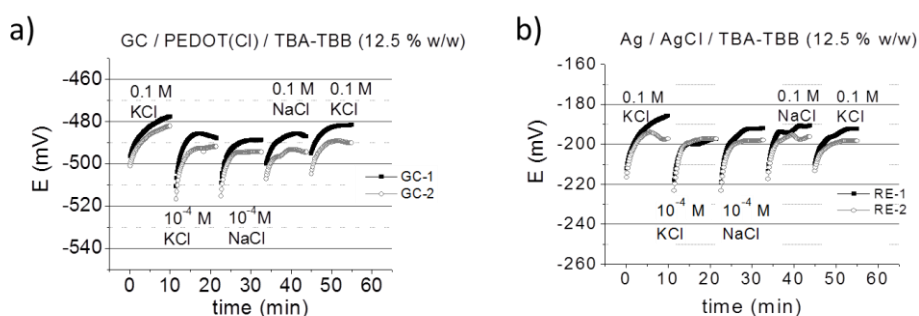 a)
GC / PEDOT(Cl) / TBA-TBB (12.5 % w/w)
-460
-480
-500
-520
-540
E (mV)
0.1 M
KCl
0.1 M
NaCl
0.1 M
KCl
10⁻⁴ M
KCl
10⁻⁴ M
NaCl
GC-1
GC-2
0 10 20 30 40 50 60
time (min)
b)
Ag / AgCl / TBA-TBB (12.5 % w/w)
-160
-180
-200
-220
-240
-260
E (mV)
0.1 M
KCl
0.1 M
NaCl
0.1 M
KCl
10⁻⁴ M
KCl
10⁻⁴ M
NaCl
RE-1
RE-2
0 10 20 30 40 50 60
time (min)